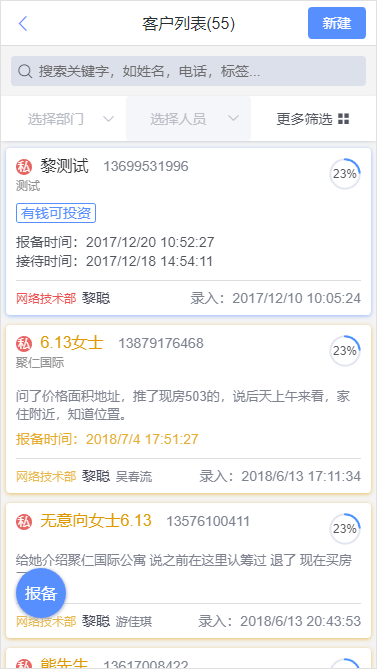 客户列表(55)
新建
搜索关键字，如姓名，电话，标签...
选择部门
选择人员
更多筛选
私 黎测试 13699531996
23%
测试
有钱可投资
报备时间：2017/12/20 10:52:27
接待时间：2017/12/18 14:54:11
网络技术部 黎聪 录入：2017/12/10 10:05:24
私 6.13女士 13879176468
23%
聚仁国际
问了价格面积地址，推了现房503的，说后天上午来看，家
住附近，知道位置。
报备时间：2018/7/4 17:51:27
网络技术部 黎聪 吴春流 录入：2018/6/13 17:11:34
私 无意向女士6.13 13576100411
23%
给她介绍聚仁国际公寓 说之前在这里认筹过 退了 现在买房
报备
网络技术部 黎聪 游佳琪 录入：2018/6/13 20:43:53
熊先生 13617008422